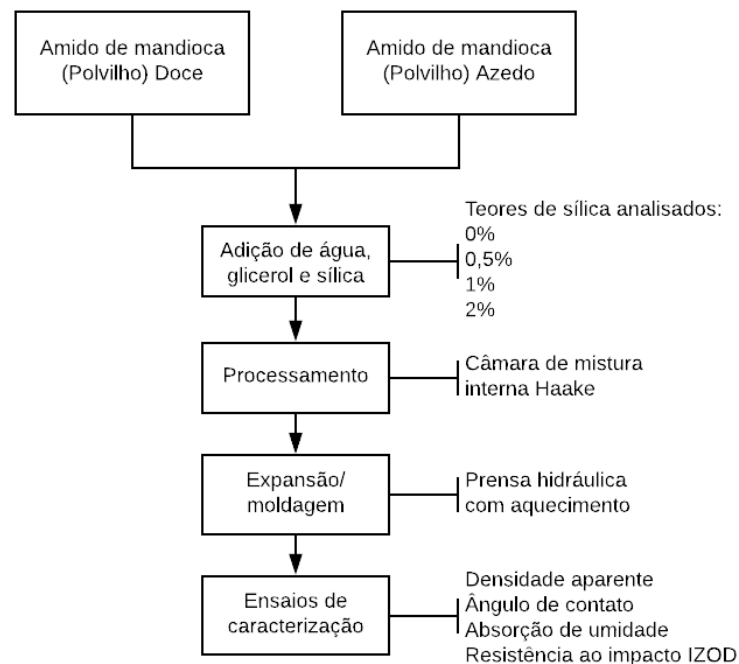 Amido de mandioca
(Polvilho) Doce
Amido de mandioca
(Polvilho) Azedo
Adição de água,
glicerol e sílica
Teores de sílica analisados:
0%
0,5%
1%
2%
Processamento
Câmara de mistura
interna Haake
Expansão/
moldagem
Prensa hidráulica
com aquecimento
Ensaios de
caracterização
Densidade aparente
Ângulo de contato
Absorção de umidade
Resistência ao impacto IZOD